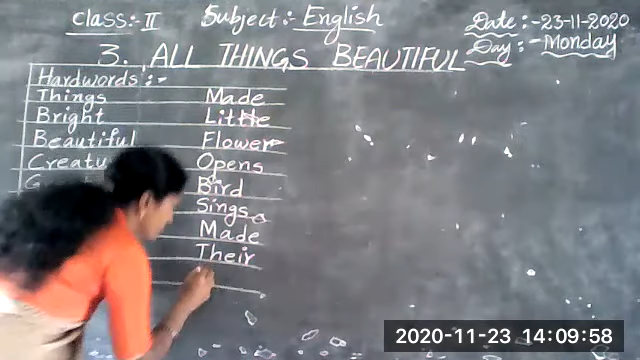 Class:- II Subject:- English Date:-23-11-2020
Day:-Monday
3. ALL THINGS BEAUTIFUL
Hardwords:-
Things Made
Bright Little
Beautiful Flower
Opens
Bird
Sings
Made
Their
2020-11-23 14:09:58